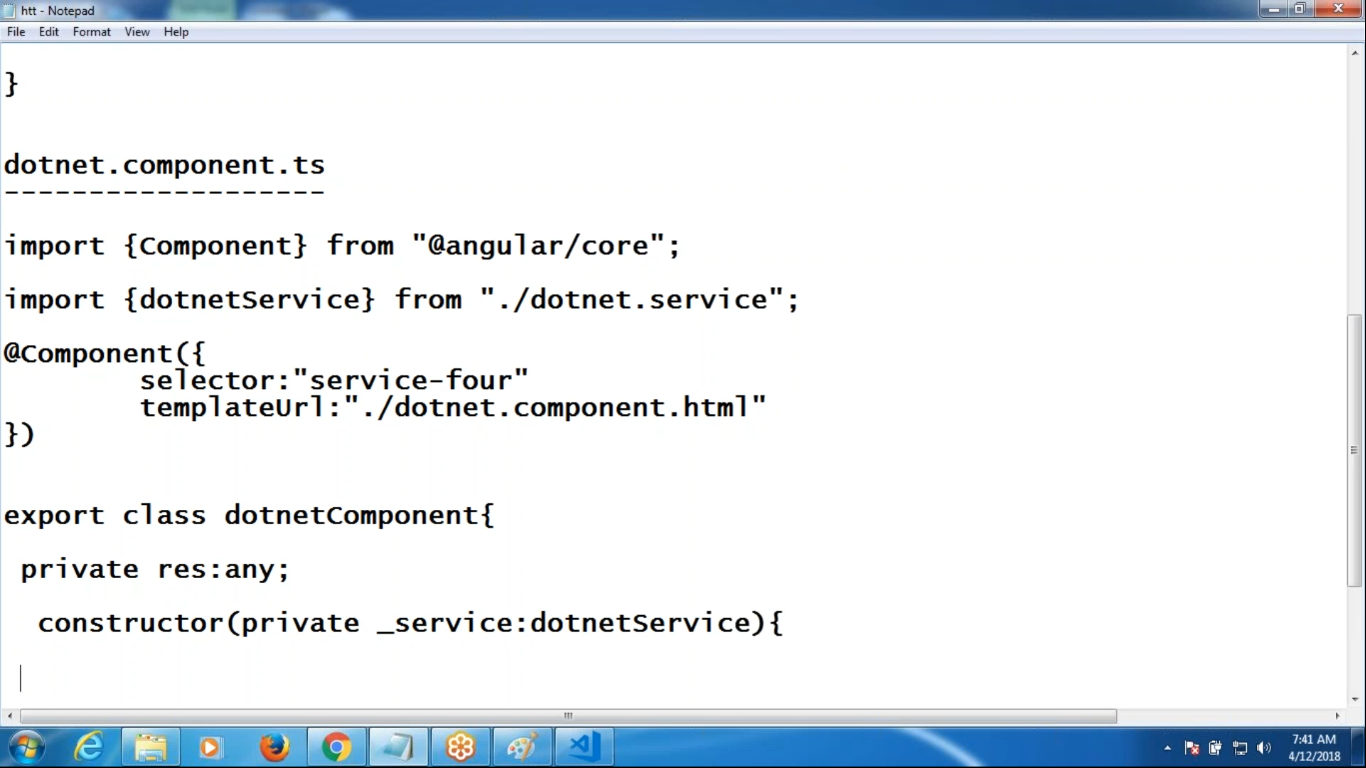 htt - Notepad
File Edit Format View Help
}
dotnet.component.ts
-------------------
import {Component} from "@angular/core";
import {dotnetService} from "./dotnet.service";
@Component({
selector:"service-four"
templateUrl:"./dotnet.component.html"
})
export class dotnetComponent{
private res:any;
constructor(private _service:dotnetService){
7:41 AM
4/12/2018